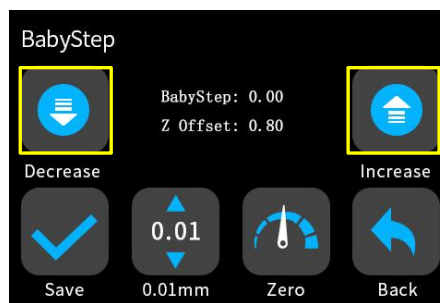 BabyStep
BabyStep: 0.00
Z Offset: 0.80
Decrease
Increase
0.01
Save
0.01mm
Zero
Back